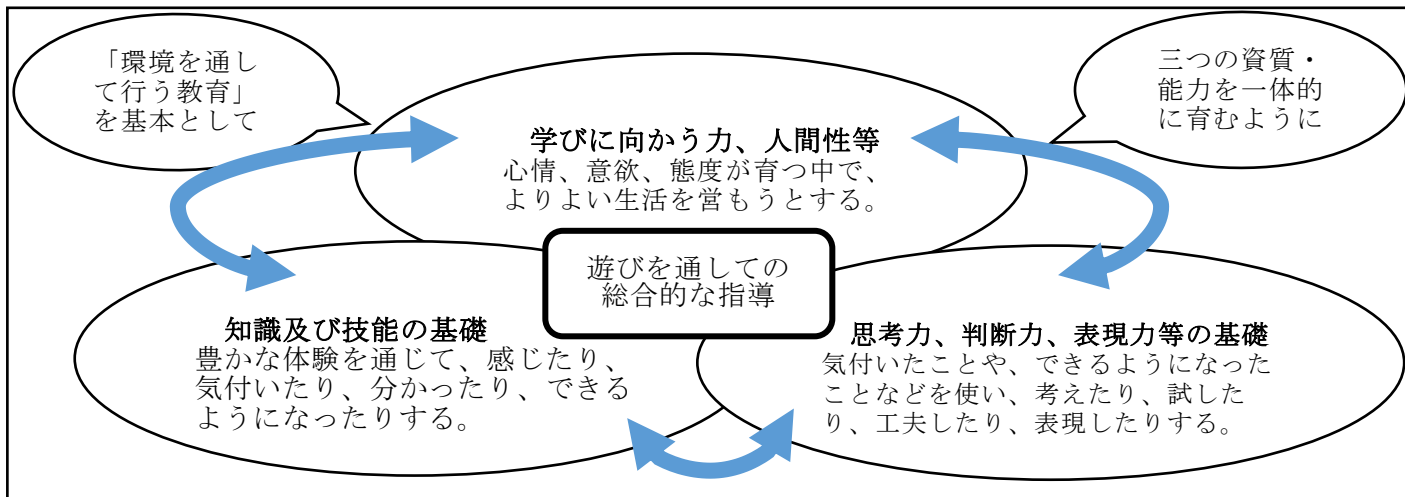 「環境を通し
て行う教育」
を基本として
三つの資質・
能力を一体的
に育むように
学びに向かう力、人間性等
心情、意欲、態度が育つ中で、
よりよい生活を営もうとする。
遊びを通しての
総合的な指導
知識及び技能の基礎
豊かな体験を通じて、感じたり、
気付いたり、分かったり、できる
ようになったりする。
思考力、判断力、表現力等の基礎
気付いたことや、できるようになった
ことなどを使い、考えたり、試した
り、工夫したり、表現したりする。